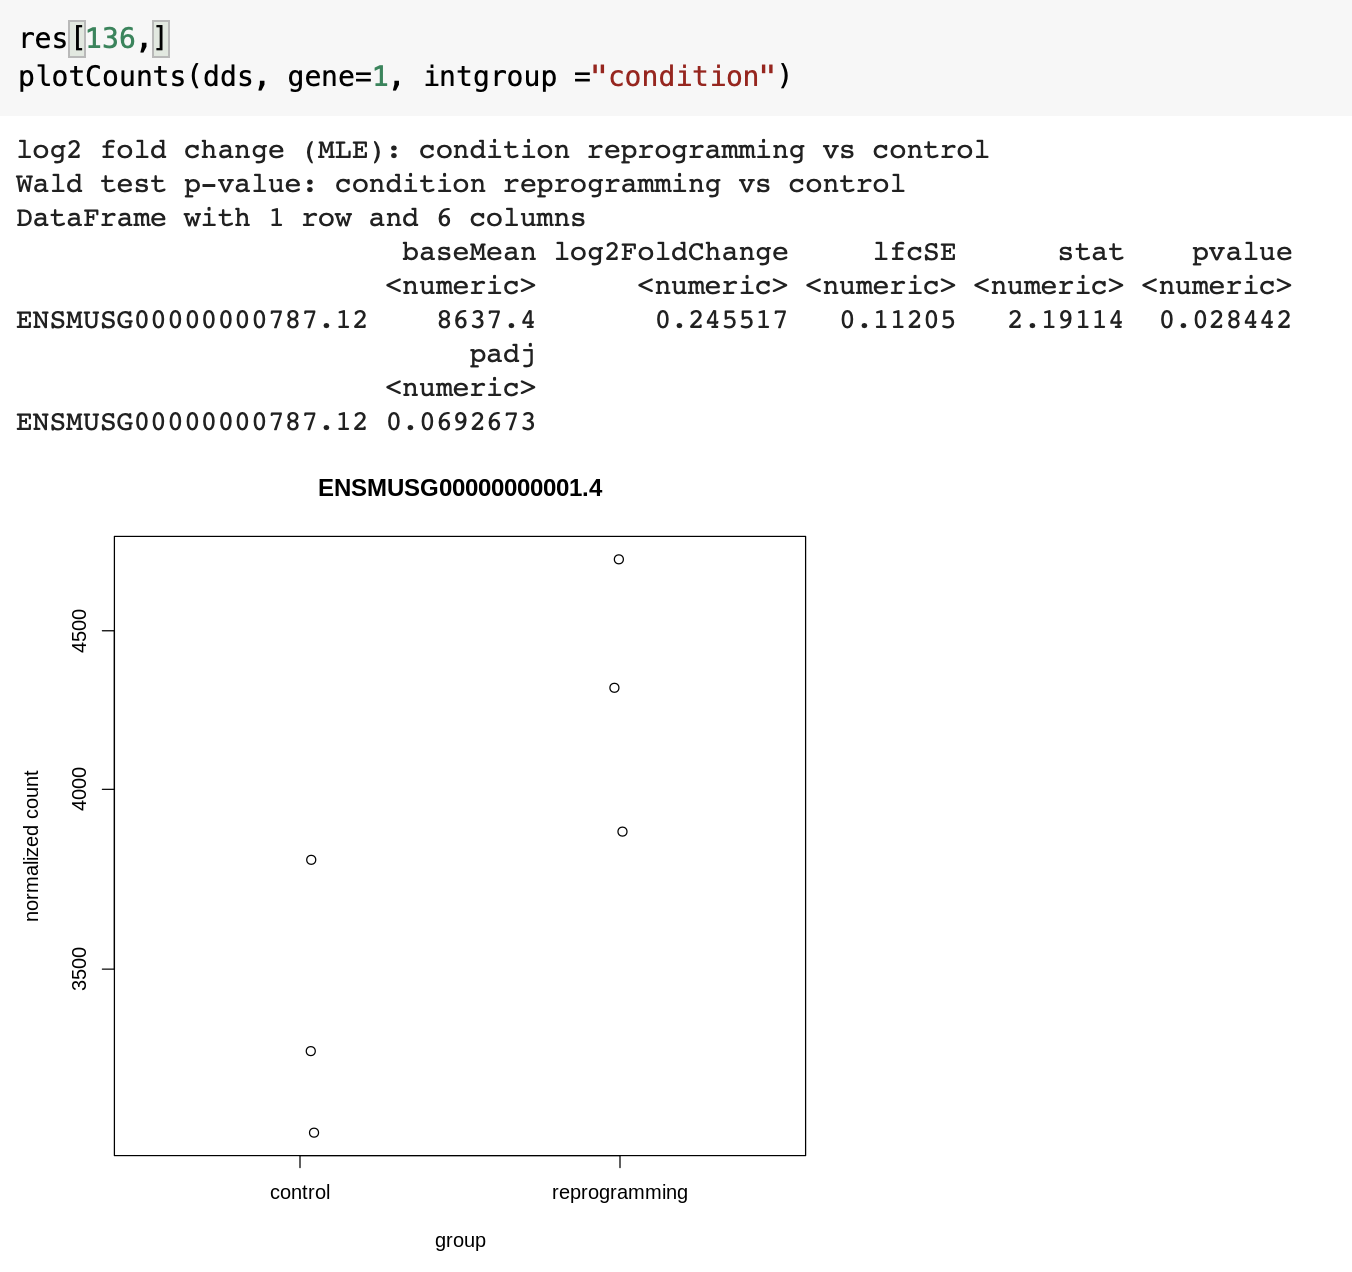 res[136,]
plotCounts(dds, gene=1, intgroup ="condition")
log2 fold change (MLE): condition reprogramming vs control
Wald test p-value: condition reprogramming vs control
DataFrame with 1 row and 6 columns
baseMean log2FoldChange lfcSE stat pvalue
<numeric> <numeric> <numeric> <numeric> <numeric>
ENSMUSG00000000787.12 8637.4 0.245517 0.11205 2.19114 0.028442
padj
<numeric>
ENSMUSG00000000787.12 0.0692673
ENSMUSG00000000001.4
4500
4000
3500
normalized count
control reprogramming
group